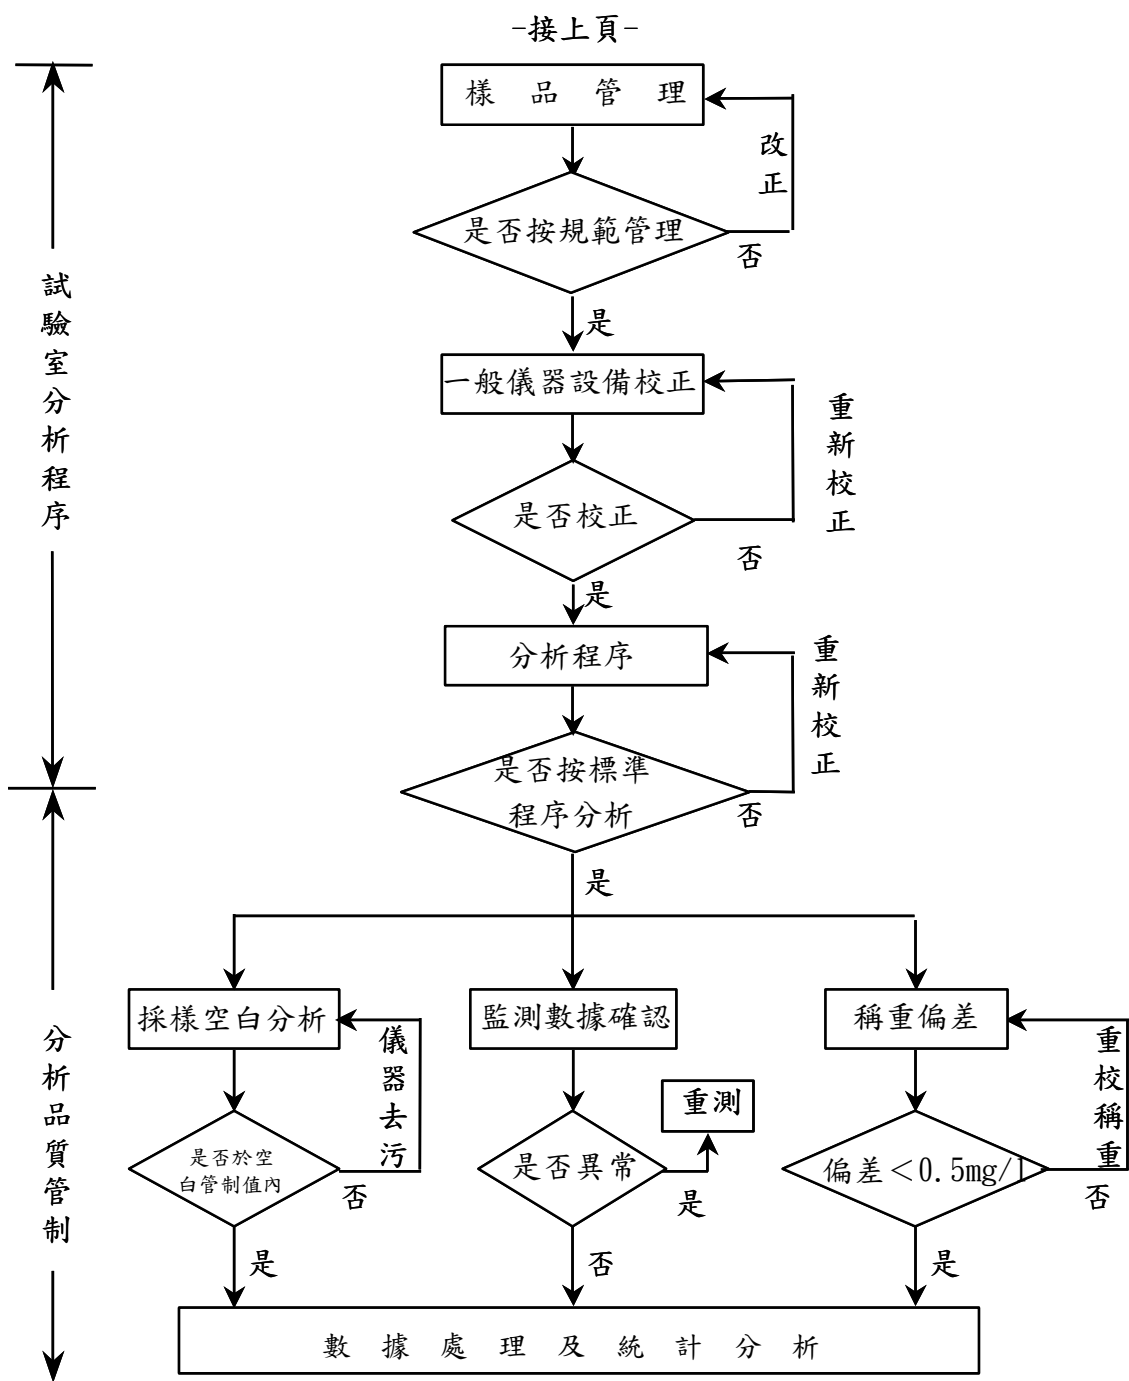 -接上頁-
樣品管理
改正
是否按規範管理
否
是
試驗室分析程序
一般儀器設備校正
重新校正
是否校正
否
是
分析程序
重新校正
是否按標準
程序分析
否
是
採樣空白分析
監測數據確認
稱重偏差
儀器去污
重測
重校稱重
分析品質管制
是否於空
白管制值內
否
是否異常
是
偏差＜0.5mg/l
否
是
否
是
數據處理及統計分析